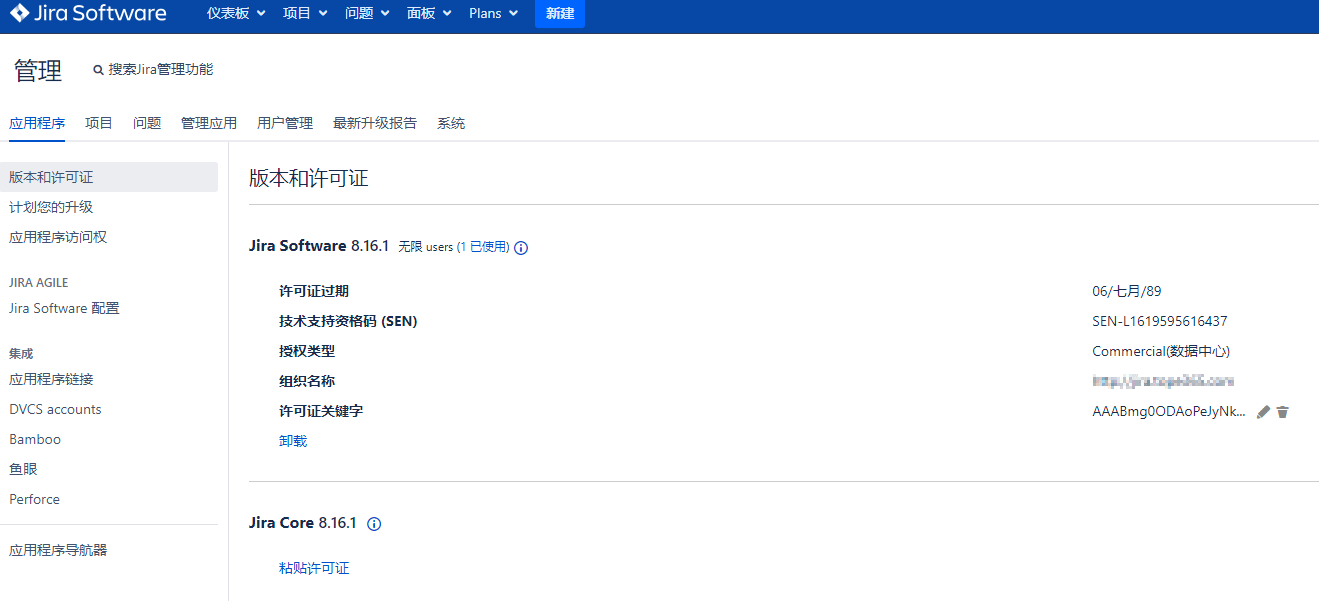 Jira Software 仪表板 项目 问题 面板 Plans 新建
管理 搜索Jira管理功能
应用程序 项目 问题 管理应用 用户管理 最新升级报告 系统
版本和许可证
计划您的升级
应用程序访问权
JIRA AGILE
Jira Software 配置
集成
应用程序链接
DVCS accounts
Bamboo
鱼眼
Perforce
应用程序导航器
版本和许可证
Jira Software 8.16.1 无限 users (1 已使用)
许可证过期 06/七月/89
技术支持资格码 (SEN) SEN-L1619595616437
授权类型 Commercial(数据中心)
组织名称
许可证关键字 AAABmg0ODAoPeJyNk...
卸载
Jira Core 8.16.1
粘贴许可证